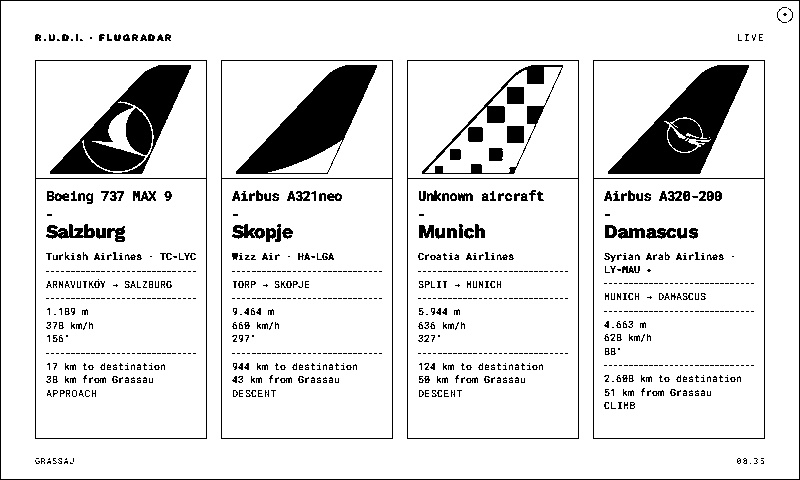 R.U.D.I. · FLUGRADAR
LIVE
Boeing 737 MAX 9
-
Salzburg
Turkish Airlines · TC-LYC
ARNAVUTKÖY → SALZBURG
1.189 m
378 km/h
156°
17 km to destination
38 km from Grassau
APPROACH
Airbus A321neo
-
Skopje
Wizz Air · HA-LGA
TORP → SKOPJE
9.464 m
660 km/h
297°
944 km to destination
43 km from Grassau
DESCENT
Unknown aircraft
-
Munich
Croatia Airlines
SPLIT → MUNICH
5.944 m
636 km/h
327°
124 km to destination
50 km from Grassau
DESCENT
Airbus A320-200
-
Damascus
Syrian Arab Airlines ·
LY-MAU ✦
MUNICH → DAMASCUS
4.663 m
628 km/h
88°
2.608 km to destination
51 km from Grassau
CLIMB
GRASSAU
08.35